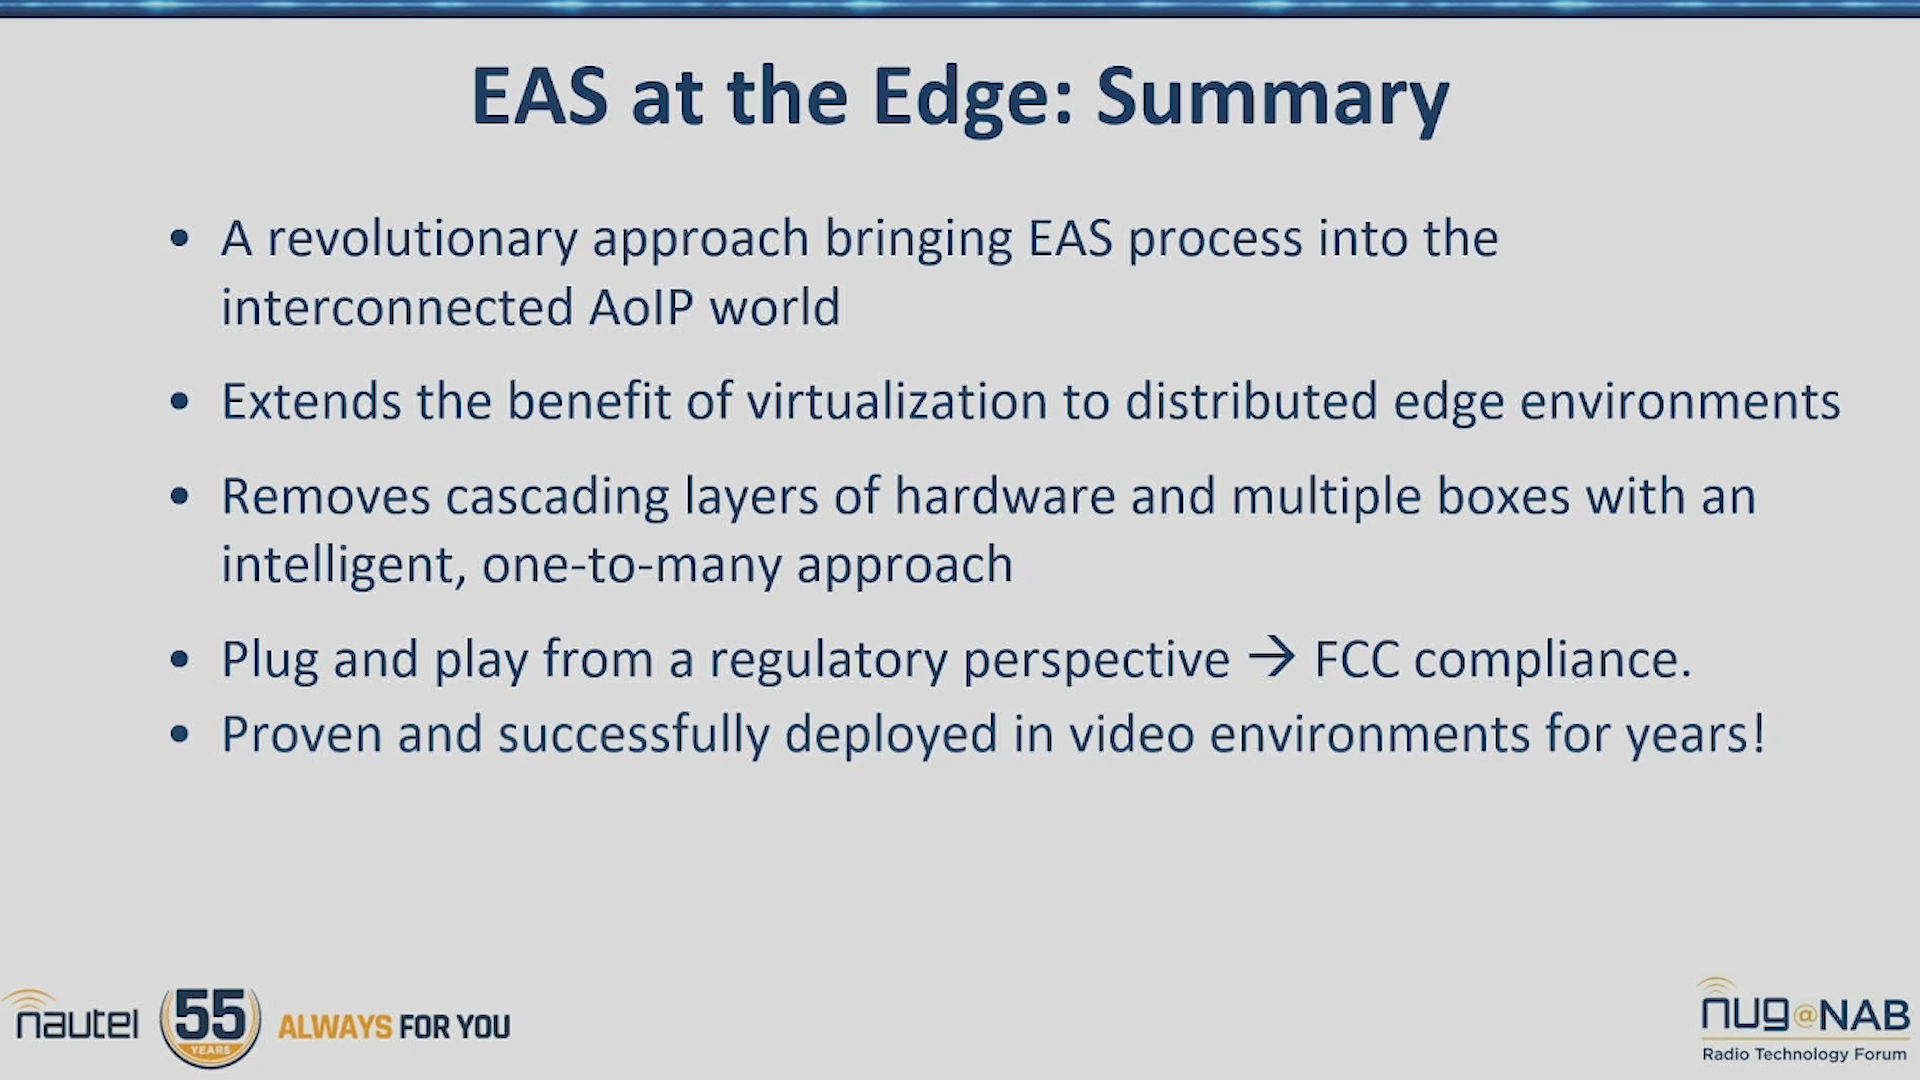 EAS at the Edge: Summary
• A revolutionary approach bringing EAS process into the
interconnected AoIP world
• Extends the benefit of virtualization to distributed edge environments
• Removes cascading layers of hardware and multiple boxes with an
intelligent, one-to-many approach
• Plug and play from a regulatory perspective → FCC compliance.
• Proven and successfully deployed in video environments for years!
nautel 55 YEARS ALWAYS FOR YOU
nug@NAB
Radio Technology Forum